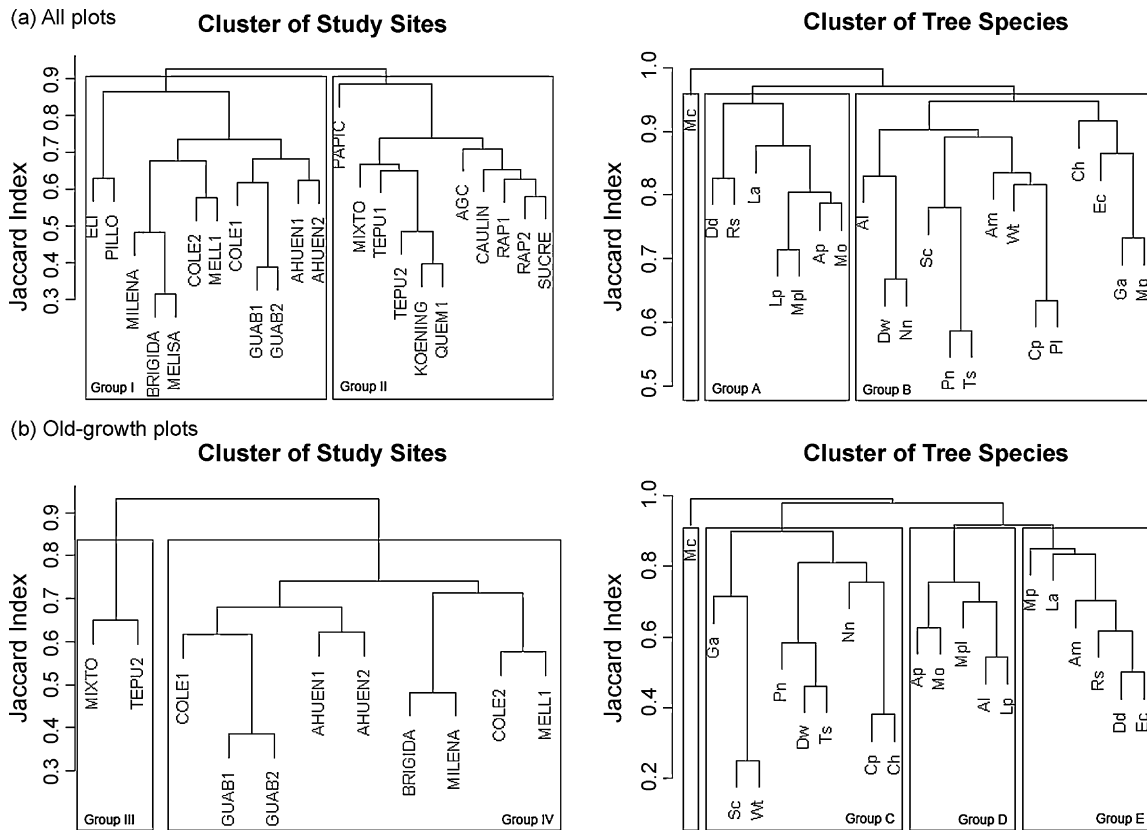 (a) All plots
Cluster of Study Sites
Cluster of Tree Species
Jaccard Index
0.9
0.8
0.7
0.6
0.5
0.4
0.3
ELI
PILLO
MILENA
BRIGIDA
MELISA
COLE2
MELL1
COLE1
GUAB1
GUAB2
AHUEN1
AHUEN2
Group I
PAPIC
MIXTO
TEPU1
TEPU2
KOENING
QUEM1
AGC
CAULIN
RAP1
RAP2
SUCRE
Group II
Jaccard Index
1.0
0.9
0.8
0.7
0.6
0.5
Mc
Dd
Rs
La
Lp
Mpl
Ap
Mo
Group A
Al
Dw
Nn
Sc
Pn
Ts
Am
Wt
Cp
Pl
Ch
Ec
Ga
Mp
Group B
(b) Old-growth plots
Cluster of Study Sites
Cluster of Tree Species
Jaccard Index
0.9
0.8
0.7
0.6
0.5
0.4
0.3
MIXTO
TEPU2
Group III
COLE1
GUAB1
GUAB2
AHUEN1
AHUEN2
BRIGIDA
MILENA
COLE2
MELL1
Group IV
Jaccard Index
1.0
0.8
0.6
0.4
0.2
Mc
Ga
Sc
Wt
Pn
Dw
Ts
Nn
Cp
Ch
Group C
Ap
Mo
Mpl
Al
Lp
Group D
Mp
La
Am
Rs
Dd
Ec
Group E